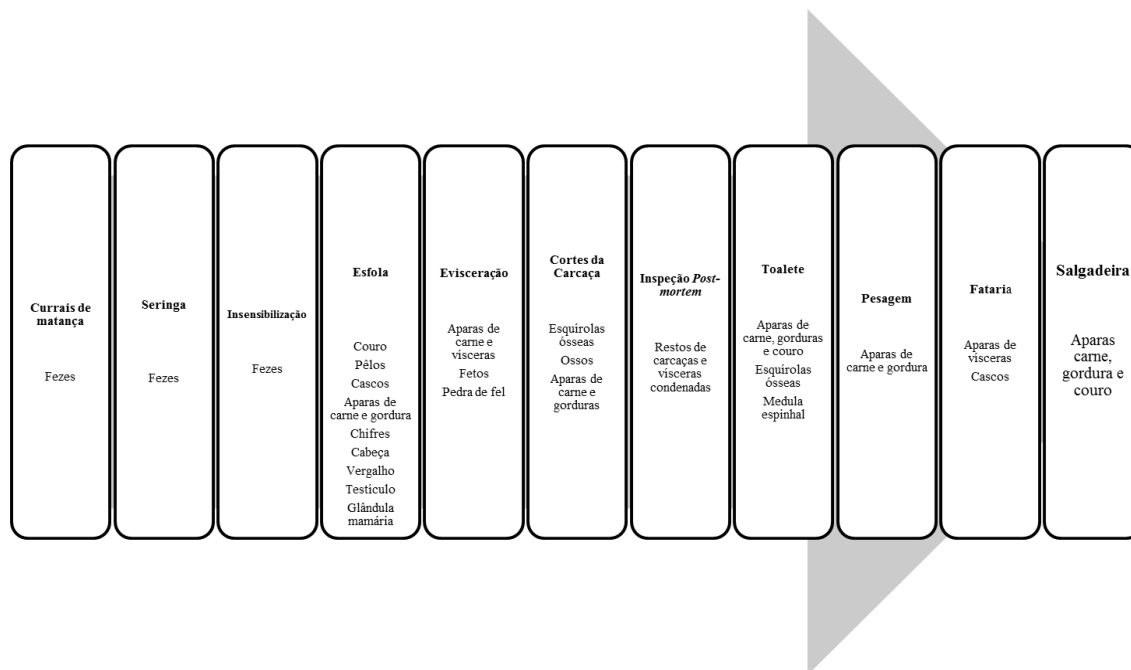 Currais de
matança
Fezes
Seringa
Fezes
Insensibilização
Fezes
Esfola
Couro
Pêlos
Cascos
Aparas de
carne e gordura
Chifres
Cabeça
Vergalho
Testículo
Glândula
mamária
Evisceração
Aparas de
carne e
vísceras
Fetos
Pedra de fel
Cortes da
Carcaça
Esquírolas
ósseas
Ossos
Aparas de
carne e
gorduras
Inspeção Post-
mortem
Restos de
carcaças e
vísceras
condenadas
Toalete
Aparas de
carne, gorduras
e couro
Esquírolas
ósseas
Medula
espinhal
Pesagem
Aparas de
carne e gordura
Fataria
Aparas de
vísceras
Cascos
Salgadeira
Aparas
carne,
gordura e
couro